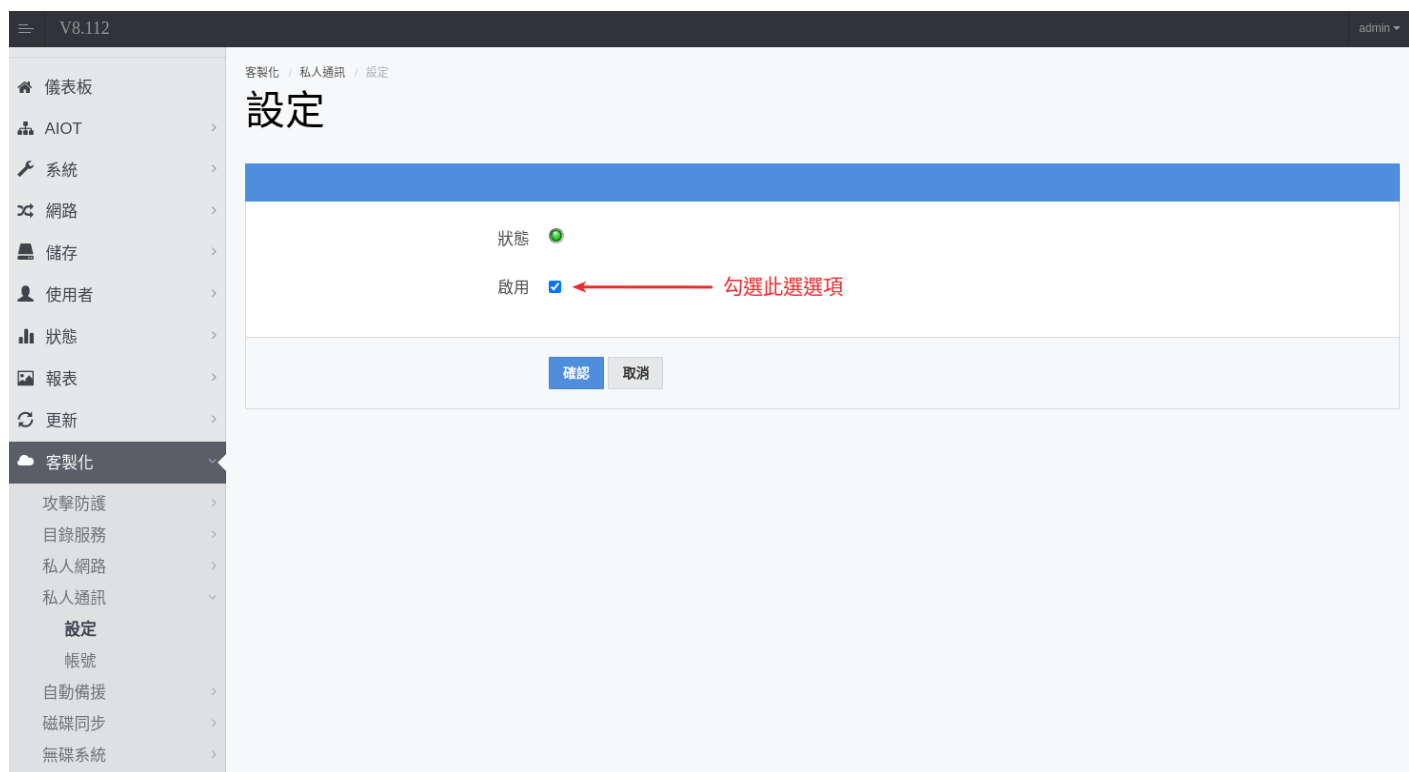 V8.112
admin
儀表板
AIOT
系統
網路
儲存
使用者
狀態
報表
更新
客製化
攻擊防護
目錄服務
私人網路
私人通訊
設定
帳號
自動備援
磁碟同步
無碟系統
客製化 / 私人通訊 / 設定
設定
狀態
啟用
勾選此選選項
確認 取消